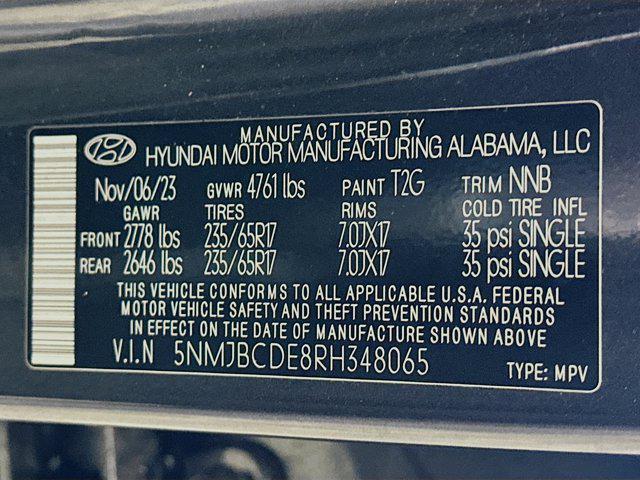 MANUFACTURED BY
HYUNDAI MOTOR MANUFACTURING ALABAMA, LLC
Nov/06/23 GVWR 4761 lbs PAINT T2G TRIM NNB
GAWR TIRES RIMS COLD TIRE INFL
FRONT 2778 lbs 235/65R17 7.0JX17 35 psi SINGLE
REAR 2646 lbs 235/65R17 7.0JX17 35 psi SINGLE
THIS VEHICLE CONFORMS TO ALL APPLICABLE U.S.A. FEDERAL
MOTOR VEHICLE SAFETY AND THEFT PREVENTION STANDARDS
IN EFFECT ON THE DATE OF MANUFACTURE SHOWN ABOVE
V.I.N 5NMJBCDE8RH348065 TYPE: MPV